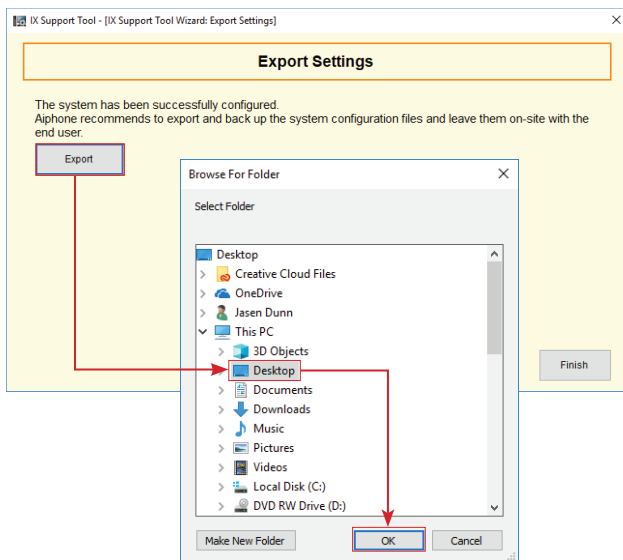 IX Support Tool - [IX Support Tool Wizard: Export Settings]
Export Settings
The system has been successfully configured.
Aiphone recommends to export and back up the system configuration files and leave them on-site with the
end user.
Export
Browse For Folder
Select Folder
Desktop
Creative Cloud Files
OneDrive
Jasen Dunn
This PC
3D Objects
Desktop
Documents
Downloads
Music
Pictures
Videos
Local Disk (C:)
DVD RW Drive (D:)
Finish
Make New Folder
OK
Cancel